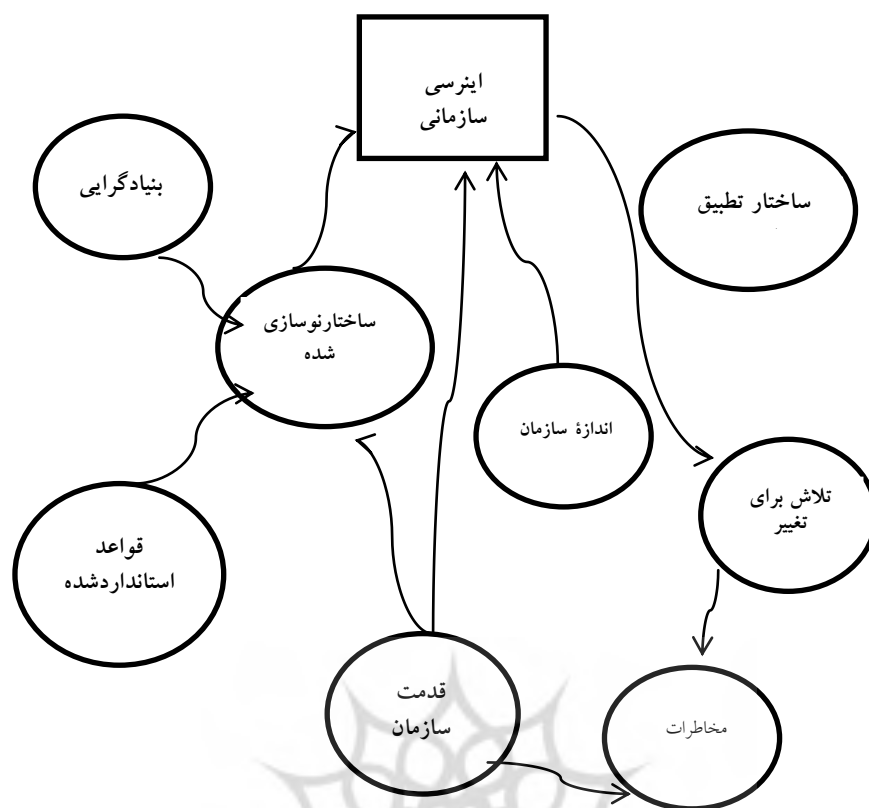 اینرسی
سازمانی
بنیادگرایی
ساختار تطبیق
ساختارنوسازی
شده
اندازۀ سازمان
تلاش برای
تغییر
قواعد
استانداردشده
قدمت
سازمان
مخاطرات